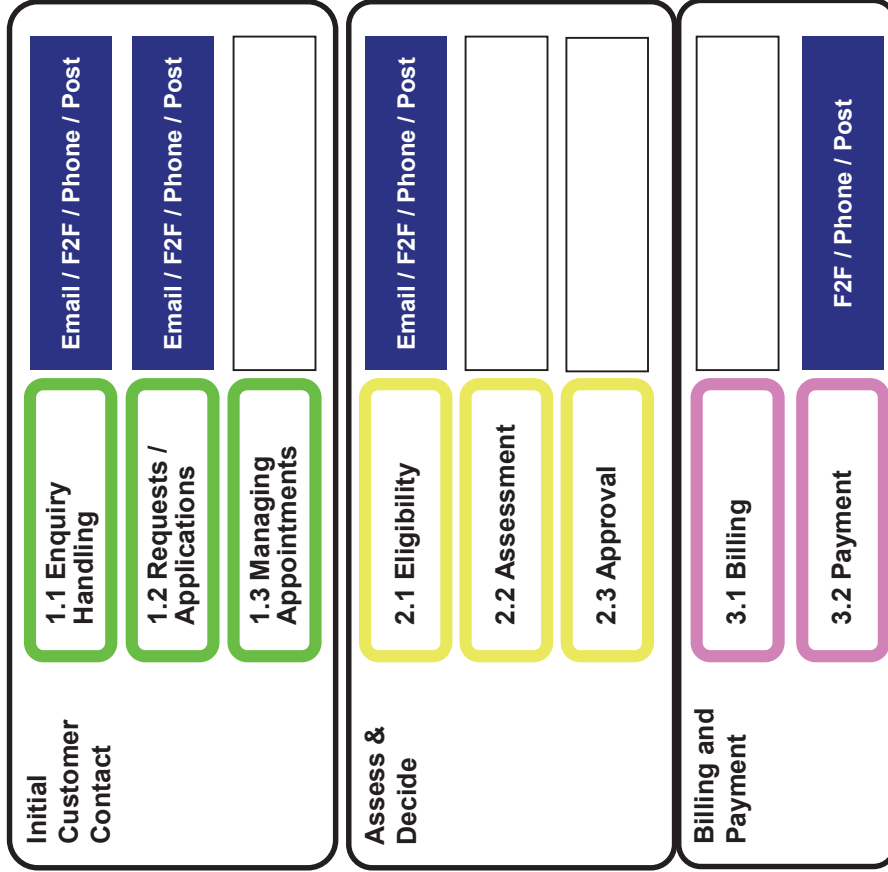 Initial
Customer
Contact
1.1 Enquiry
Handling
Email / F2F / Phone / Post
1.2 Requests /
Applications
Email / F2F / Phone / Post
1.3 Managing
Appointments
Assess &
Decide
2.1 Eligibility
Email / F2F / Phone / Post
2.2 Assessment
2.3 Approval
Billing and
Payment
3.1 Billing
3.2 Payment
F2F / Phone / Post